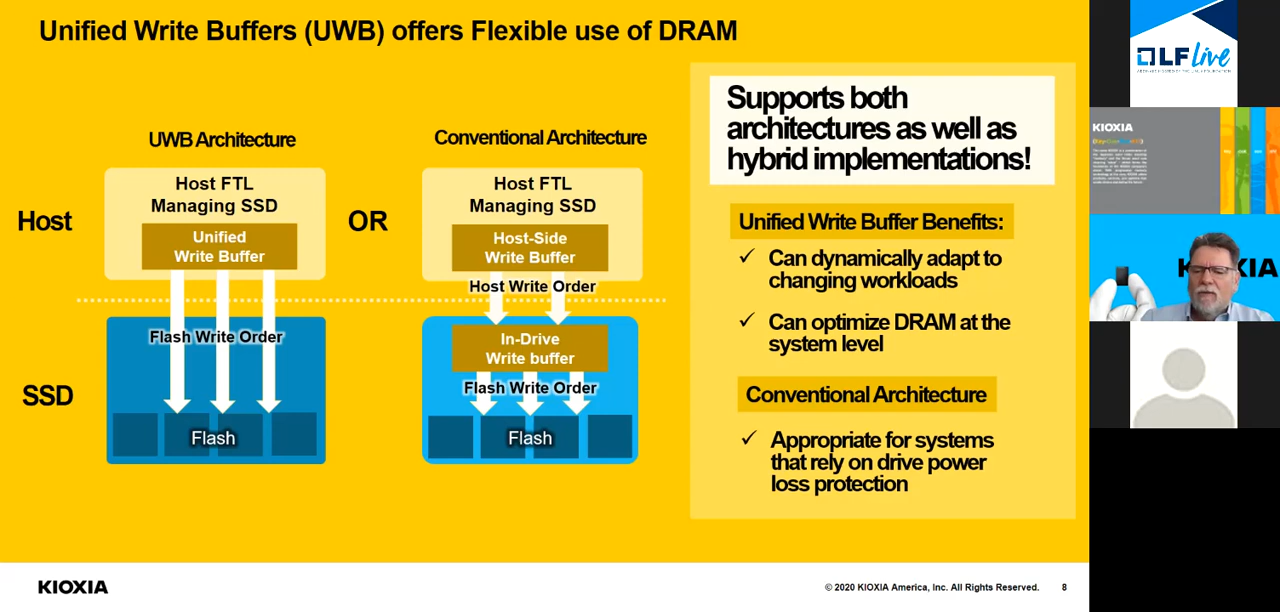 Unified Write Buffers (UWB) offers Flexible use of DRAM
UWB Architecture
Conventional Architecture
Host
Host FTL
Managing SSD
Unified
Write Buffer
OR
Host FTL
Managing SSD
Host-Side
Write Buffer
Host Write Order
SSD
Flash Write Order
Flash
In-Drive
Write buffer
Flash Write Order
Flash
Supports both
architectures as well as
hybrid implementations!
Unified Write Buffer Benefits:
✓ Can dynamically adapt to
changing workloads
✓ Can optimize DRAM at the
system level
Conventional Architecture
✓ Appropriate for systems
that rely on drive power
loss protection
KIOXIA
© 2020 KIOXIA America, Inc. All Rights Reserved.
8
LF Live
KIOXIA
KIOXIA